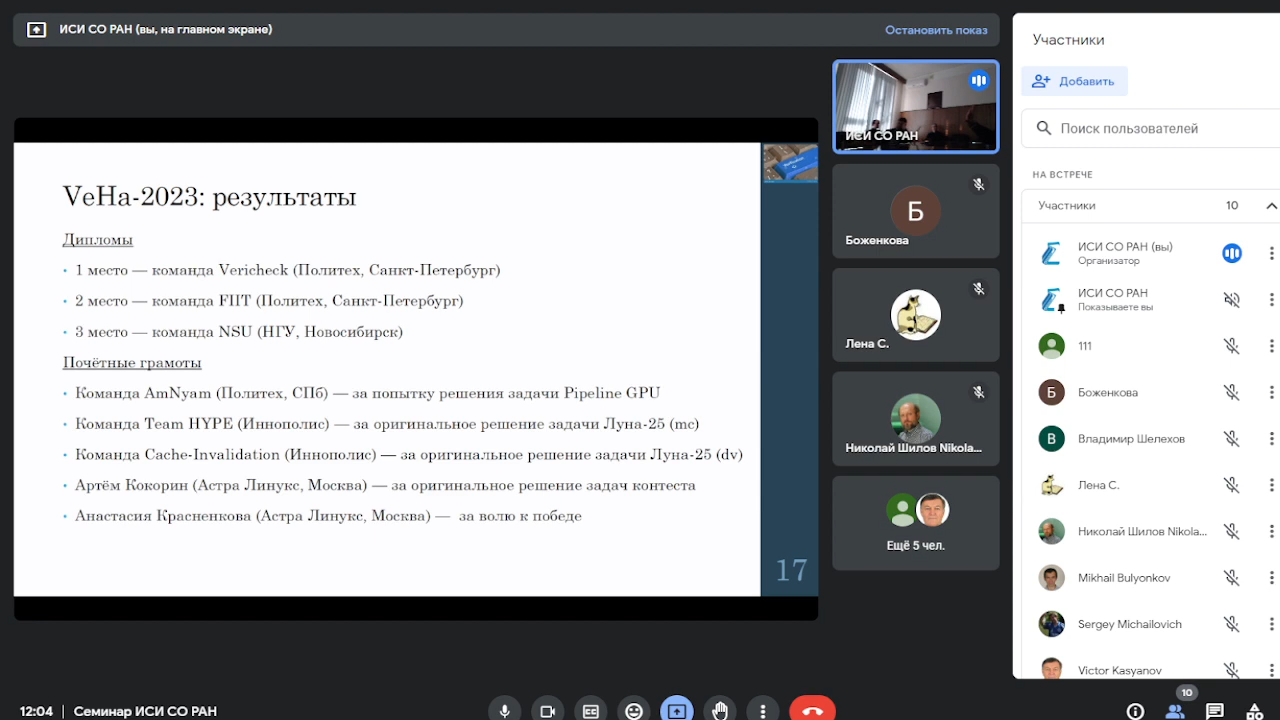 ИСИ СО РАН (вы, на главном экране)
Остановить показ
VeHa-2023: результаты
Дипломы
• 1 место — команда Vericheck (Политех, Санкт-Петербург)
• 2 место — команда FIIT (Политех, Санкт-Петербург)
• 3 место — команда NSU (НГУ, Новосибирск)
Почётные грамоты
• Команда AmNyam (Политех, СПб) — за попытку решения задачи Pipeline GPU
• Команда Team HYPE (Иннополис) — за оригинальное решение задачи Луна-25 (mc)
• Команда Cache-Invalidation (Иннополис) — за оригинальное решение задачи Луна-25 (dv)
• Артём Кокорин (Астра Линукс, Москва) — за оригинальное решение задач контеста
• Анастасия Красненкова (Астра Линукс, Москва) — за волю к победе
17
ИСИ СО РАН
Б
Боженкова
Лена С.
Николай Шилов Nikola...
Ещё 5 чел.
Участники
Добавить
Поиск пользователей
НА ВСТРЕЧЕ
Участники 10
ИСИ СО РАН (вы)
Организатор
ИСИ СО РАН
Показываете вы
111
Б Боженкова
В Владимир Шелехов
Лена С.
Николай Шилов Nikola...
Mikhail Bulyonkov
Sergey Michailovich
Victor Kasyanov
12:04 | Семинар ИСИ СО РАН
10